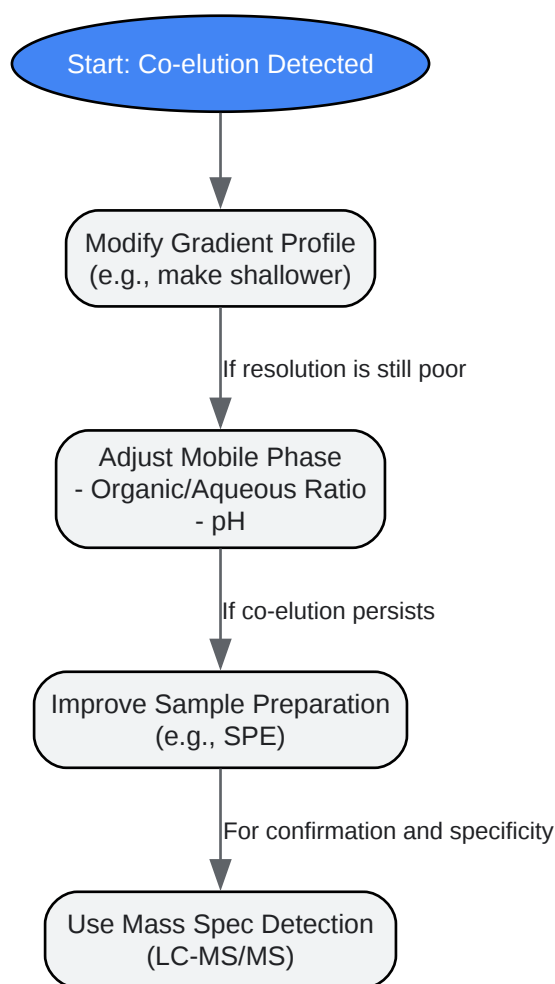 Start: Co-elution Detected
Modify Gradient Profile
(e.g., make shallower)
If resolution is still poor
Adjust Mobile Phase
- Organic/Aqueous Ratio
- pH
If co-elution persists
Improve Sample Preparation
(e.g., SPE)
For confirmation and specificity
Use Mass Spec Detection
(LC-MS/MS)